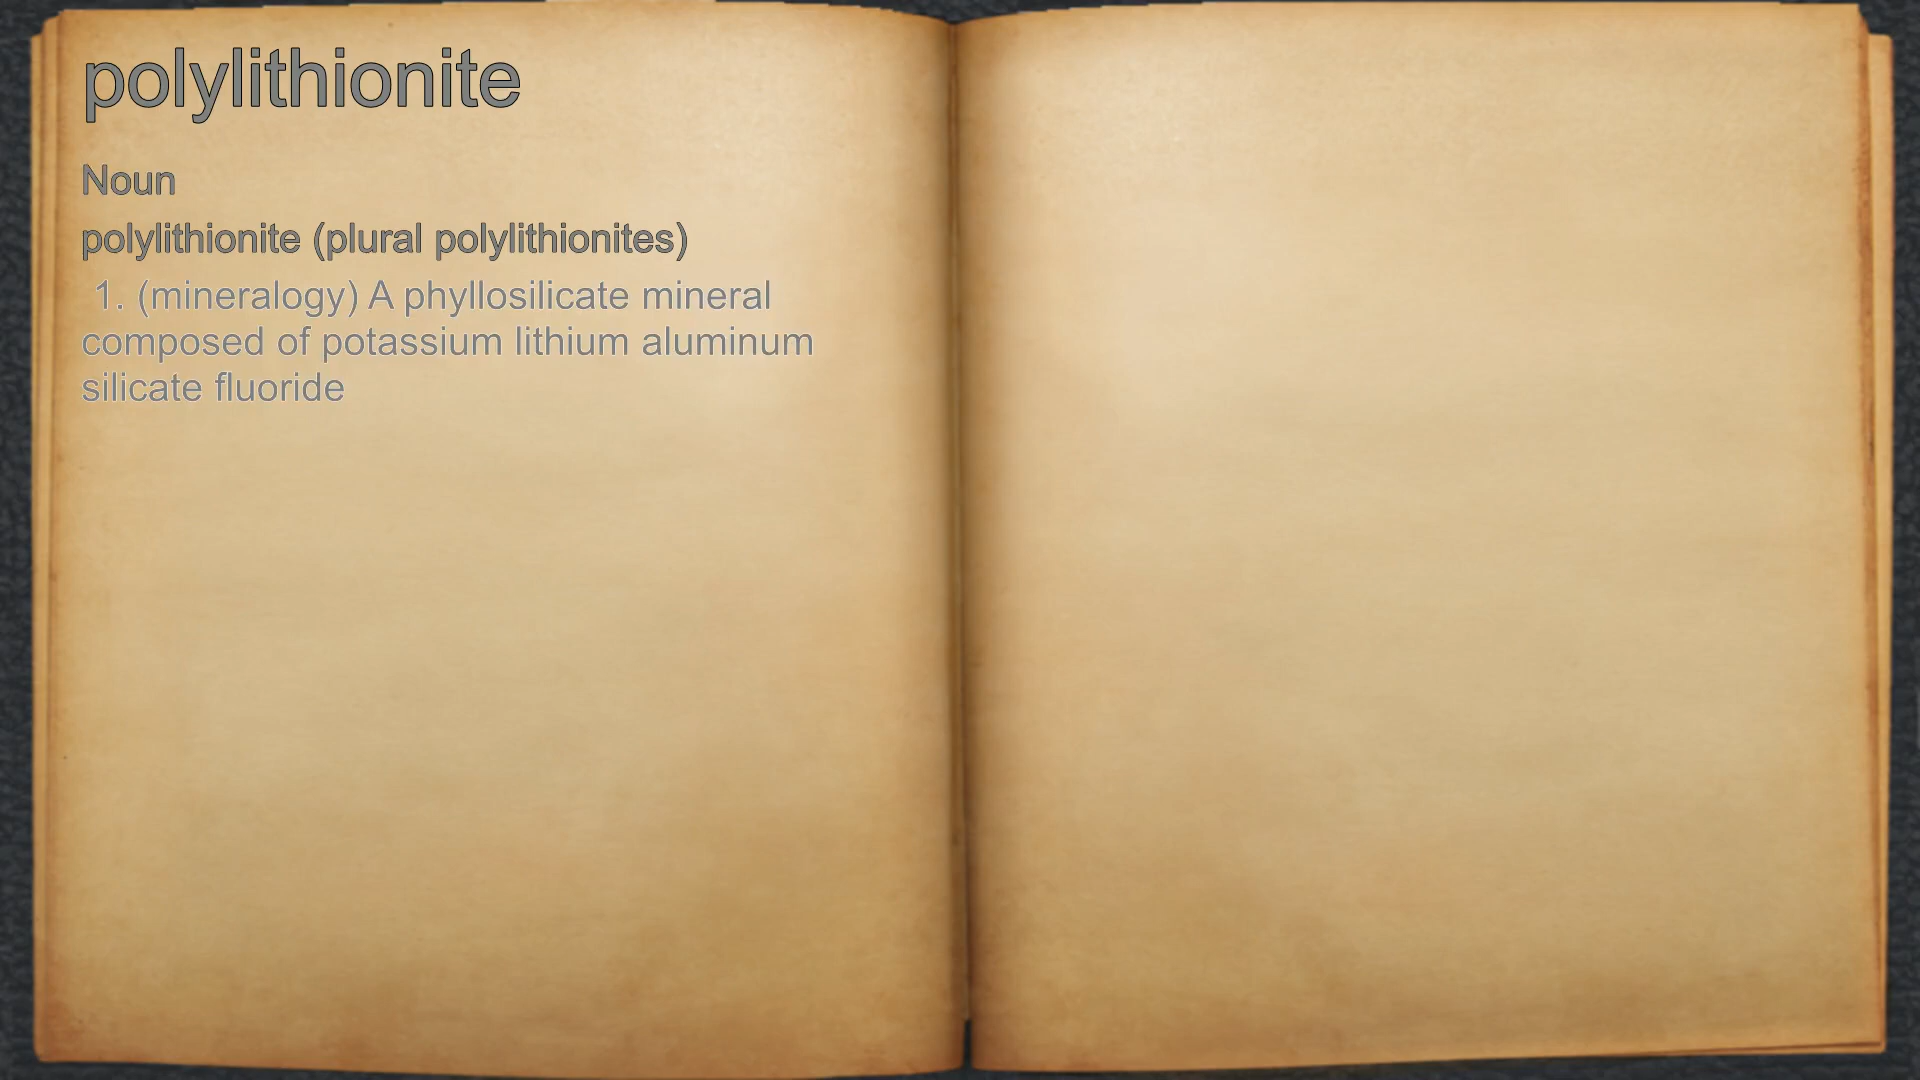 polylithionite
Noun
polylithionite (plural polylithionites)
1. (mineralogy) A phyllosilicate mineral
composed of potassium lithium aluminum
silicate fluoride